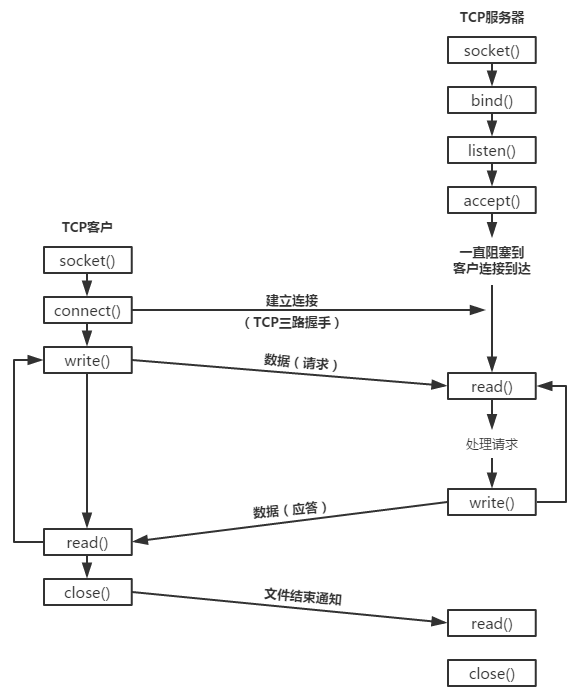 TCP服务器
socket()
bind()
listen()
accept()
一直阻塞到
客户连接到达
TCP客户
socket()
connect()
建立连接
（TCP三路握手）
write()
数据（请求）
read()
处理请求
write()
数据（应答）
read()
close()
文件结束通知
read()
close()